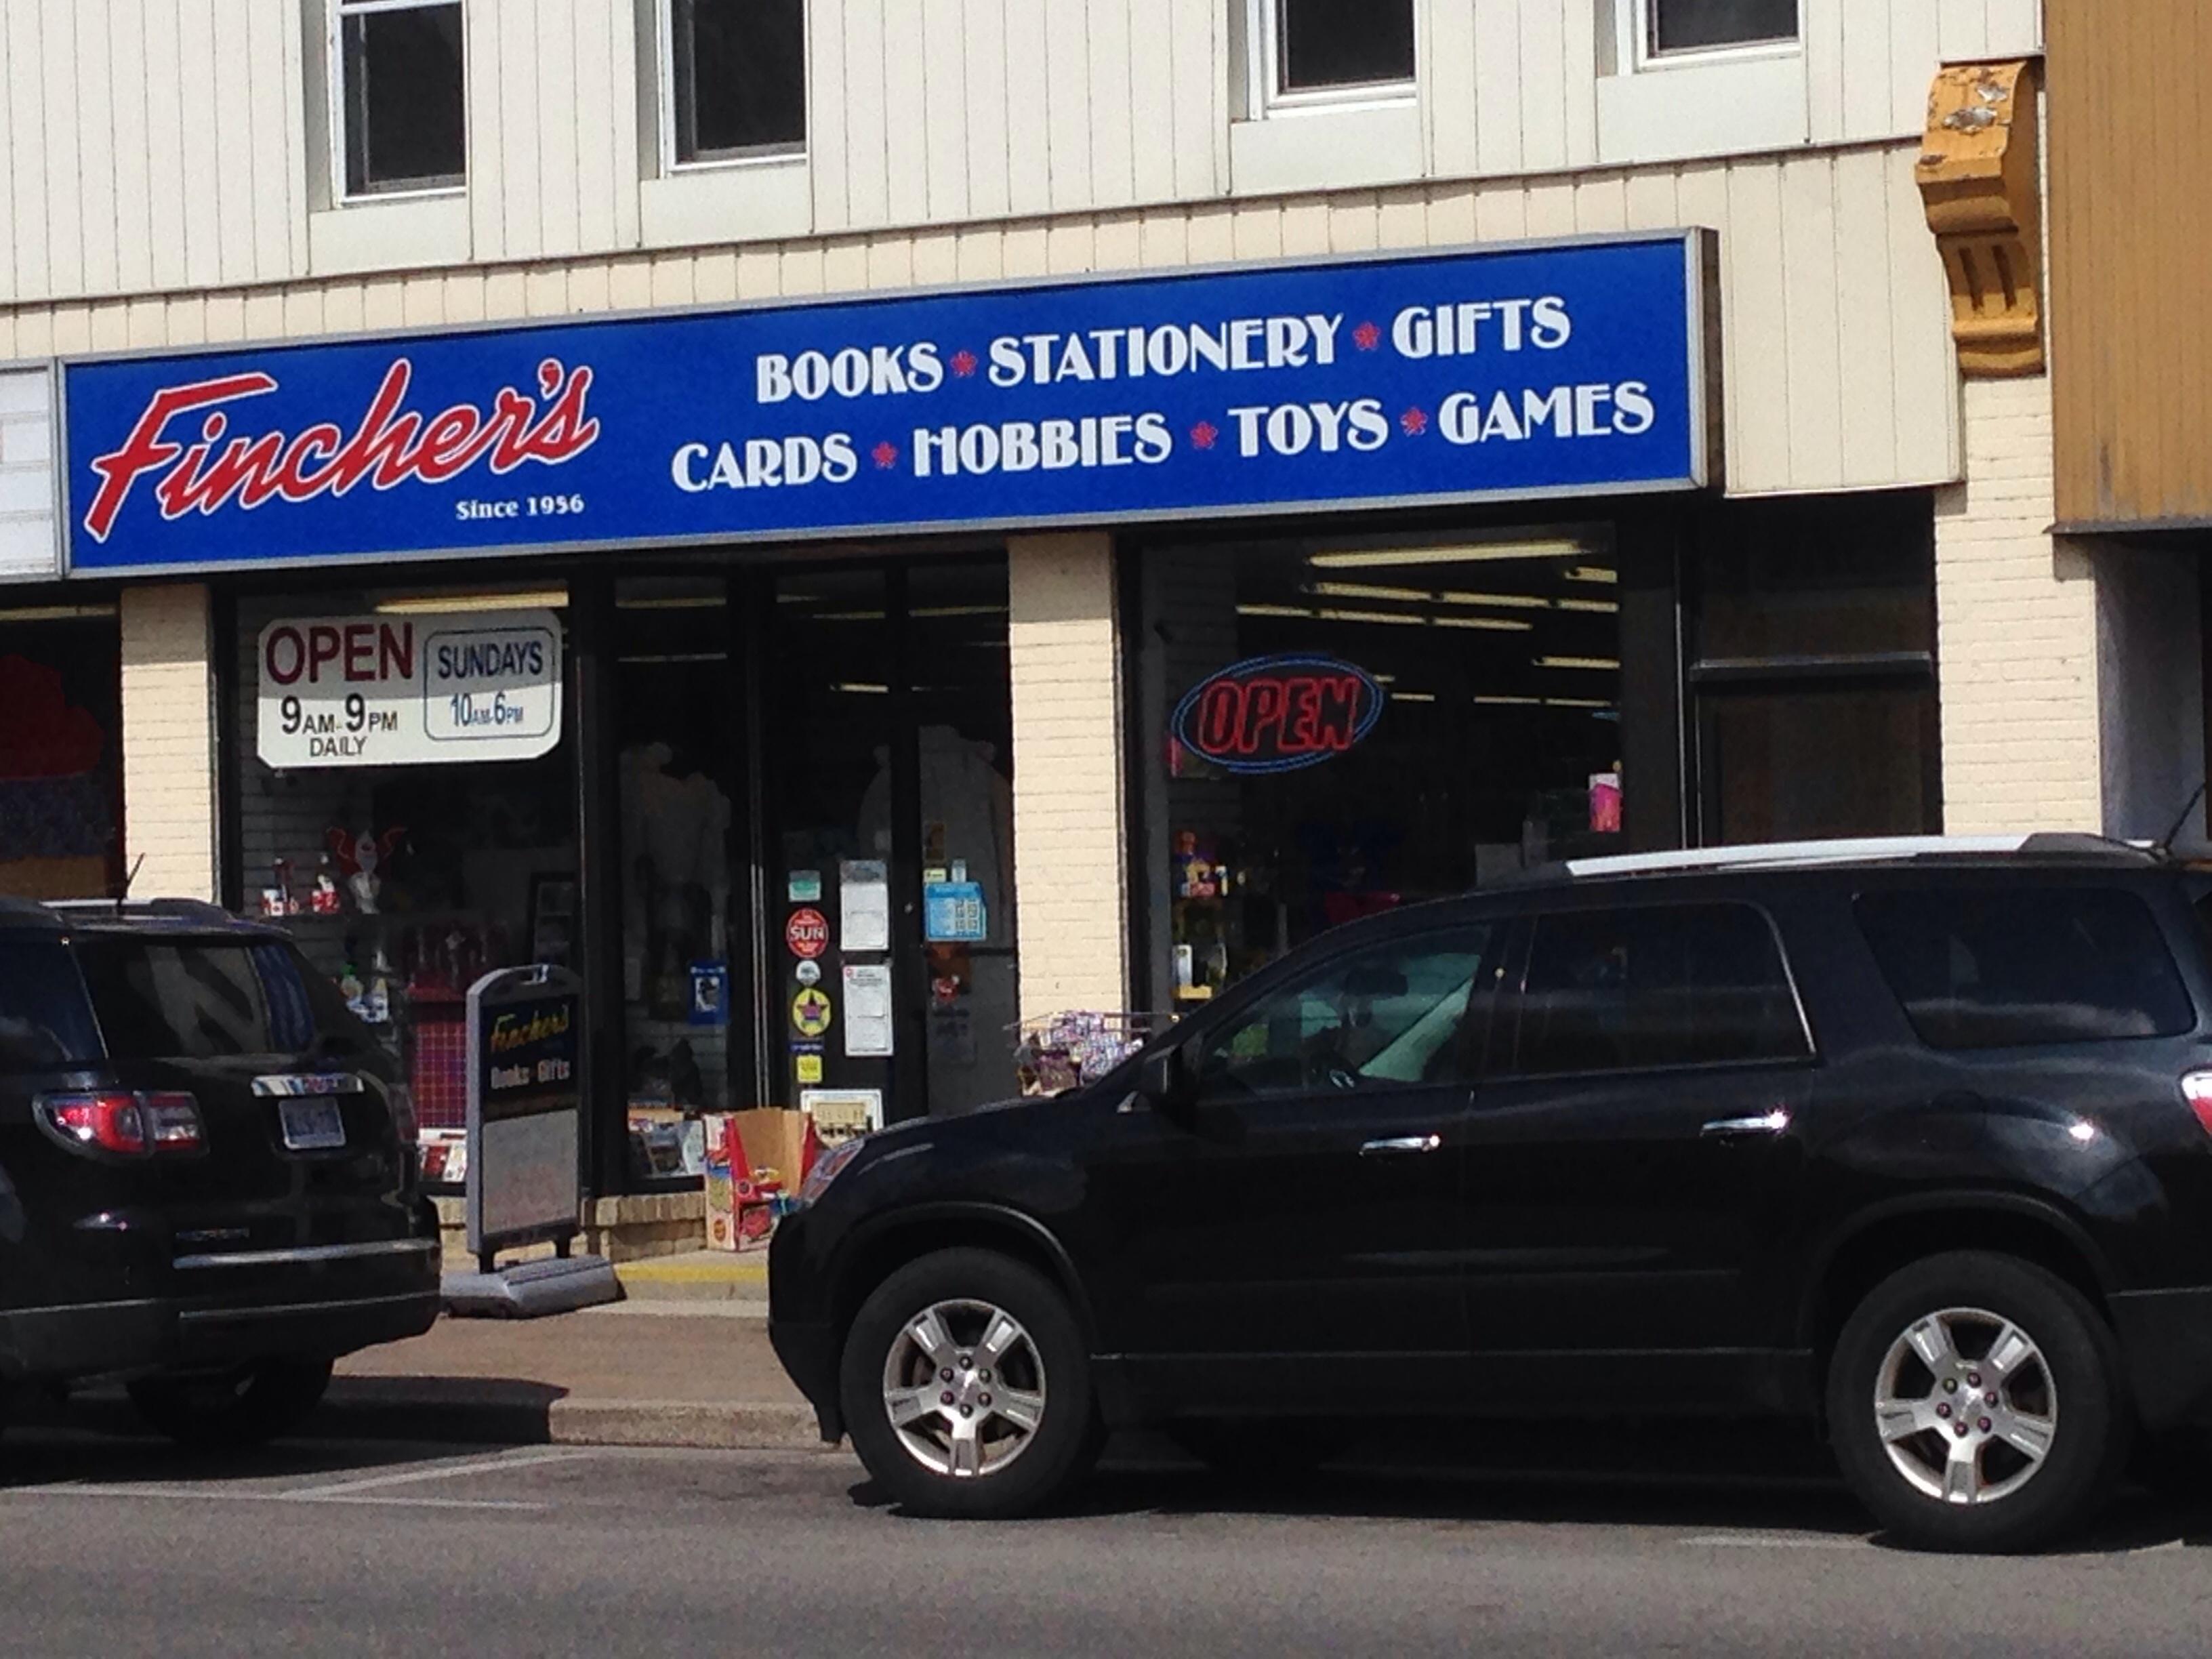 Fincher's
Since 1956
BOOKS * STATIONERY * GIFTS
CARDS * HOBBIES * TOYS * GAMES
OPEN
9AM-9PM
DAILY
SUNDAYS
10AM-6PM
OPEN
SUN
Fincher's
Books Gifts